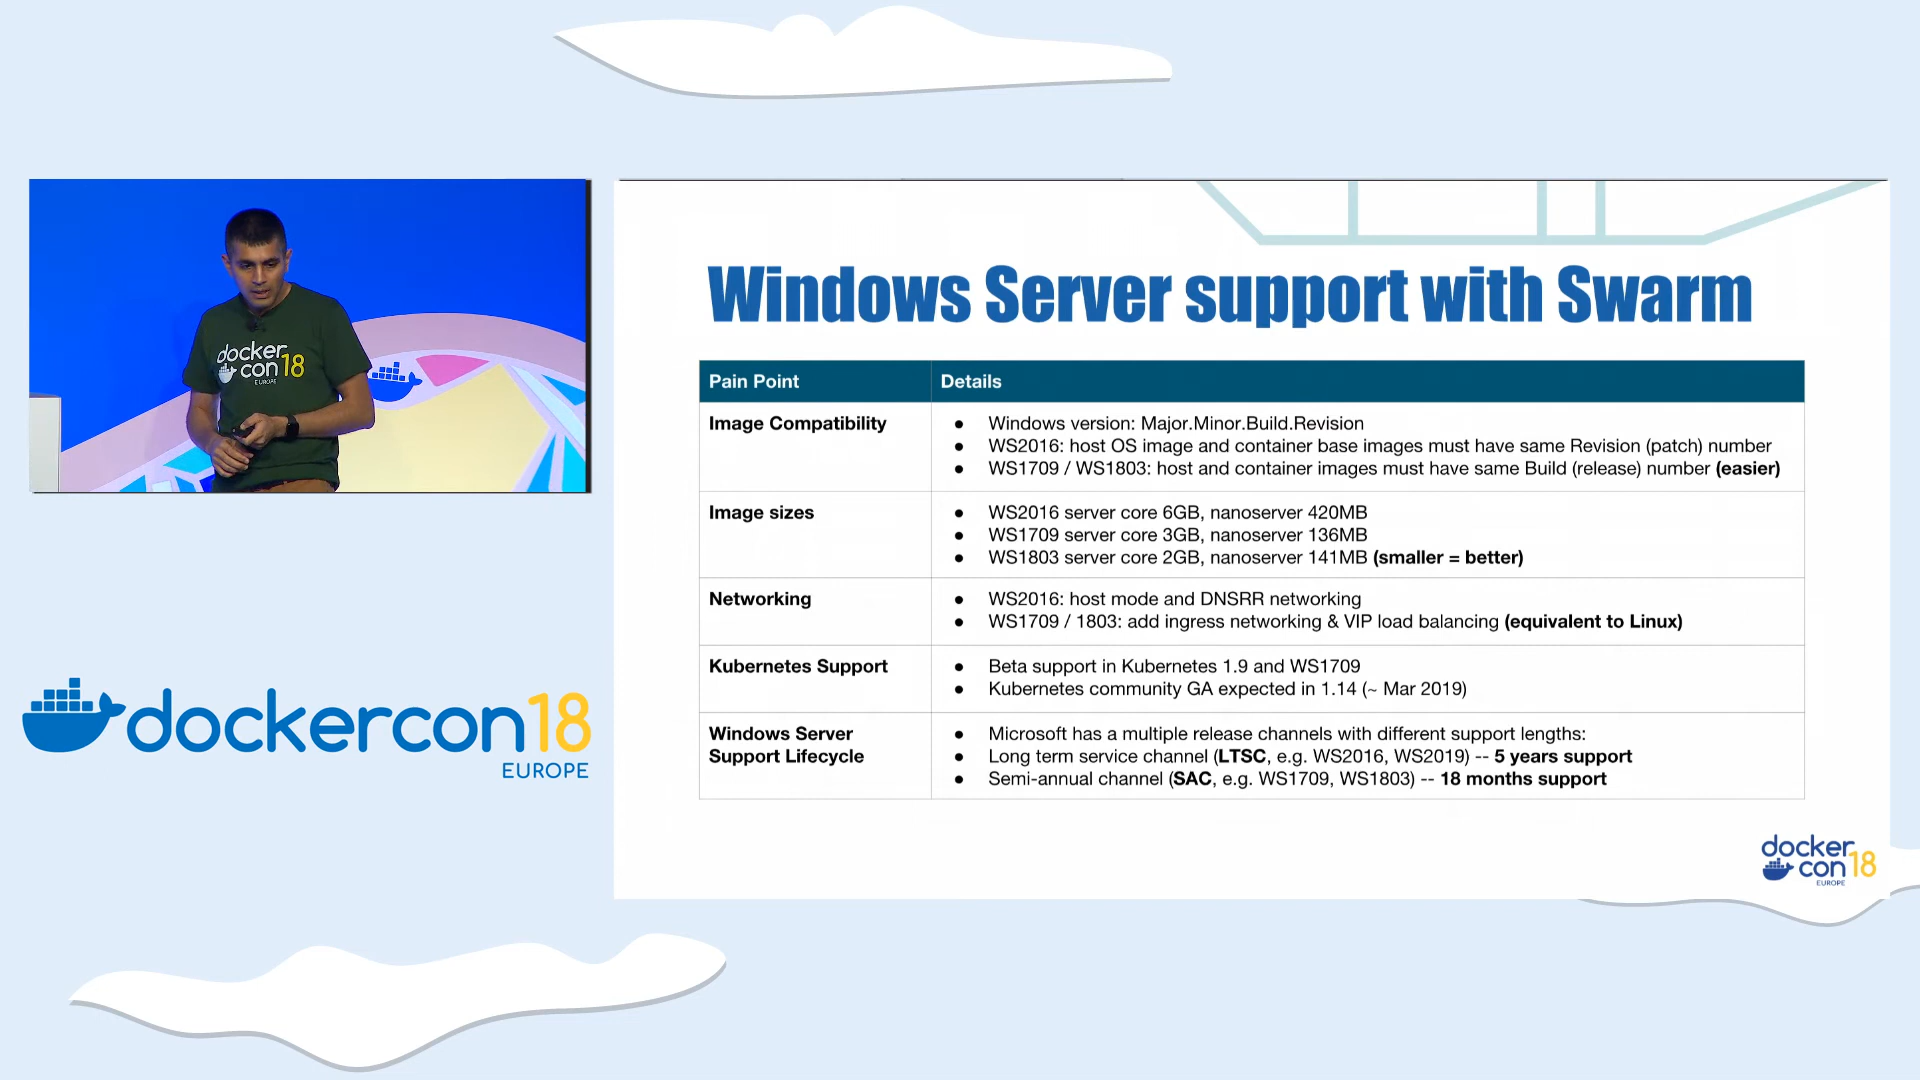 docker
con18
EUROPE
dockercon18
EUROPE
Windows Server support with Swarm
Pain Point
Details
Image Compatibility
● Windows version: Major.Minor.Build.Revision
● WS2016: host OS image and container base images must have same Revision (patch) number
● WS1709 / WS1803: host and container images must have same Build (release) number (easier)
Image sizes
● WS2016 server core 6GB, nanoserver 420MB
● WS1709 server core 3GB, nanoserver 136MB
● WS1803 server core 2GB, nanoserver 141MB (smaller = better)
Networking
● WS2016: host mode and DNSRR networking
● WS1709 / 1803: add ingress networking & VIP load balancing (equivalent to Linux)
Kubernetes Support
● Beta support in Kubernetes 1.9 and WS1709
● Kubernetes community GA expected in 1.14 (~ Mar 2019)
Windows Server
Support Lifecycle
● Microsoft has a multiple release channels with different support lengths:
● Long term service channel (LTSC, e.g. WS2016, WS2019) -- 5 years support
● Semi-annual channel (SAC, e.g. WS1709, WS1803) -- 18 months support
docker
con18
EUROPE